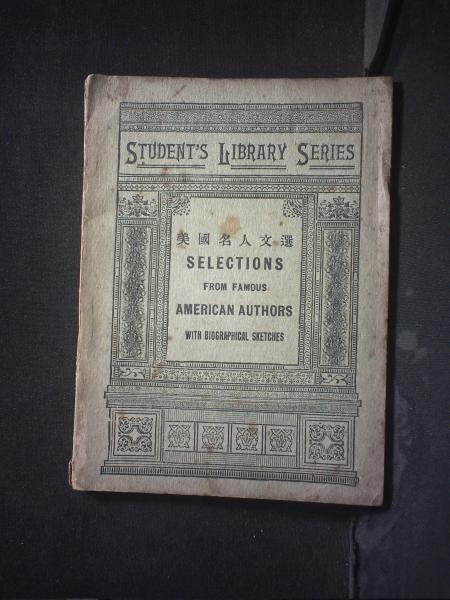 STUDENT'S LIBRARY SERIES
美國名人文選
SELECTIONS
FROM FAMOUS
AMERICAN AUTHORS
WITH BIOGRAPHICAL SKETCHES